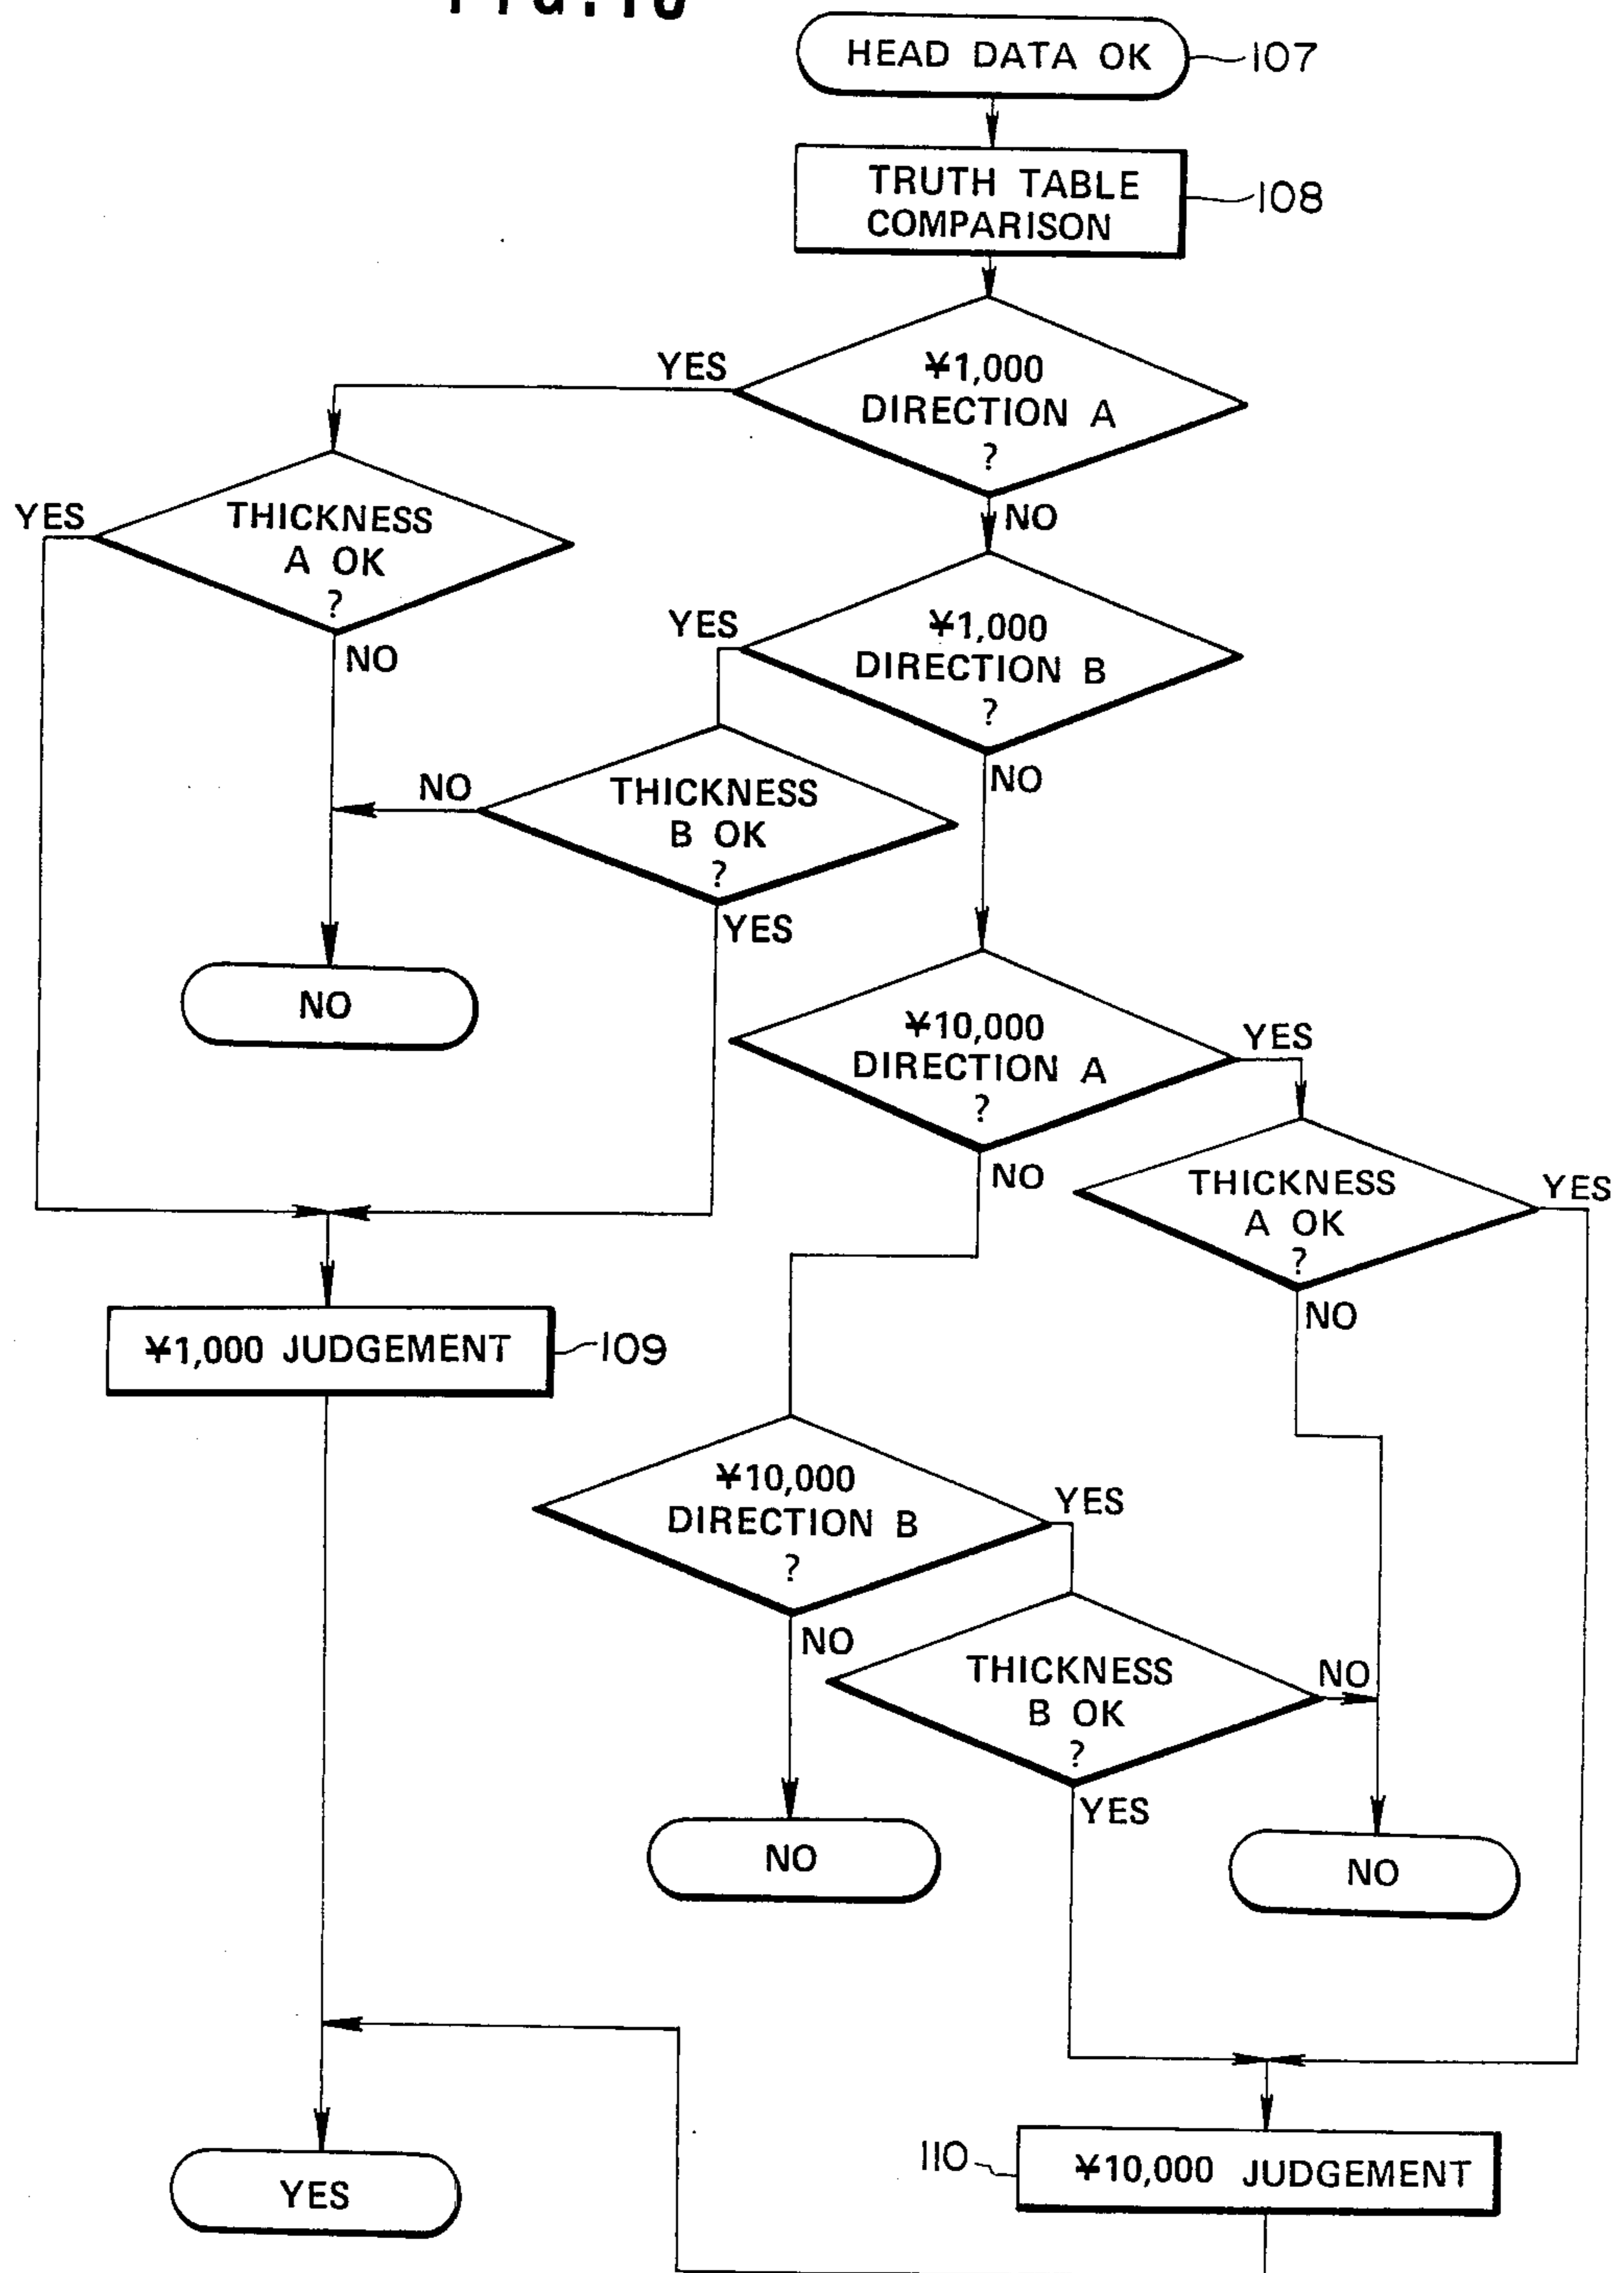 HEAD DATA OK
107
TRUTH TABLE
COMPARISON
108
¥1,000
DIRECTION A
?
YES
NO
THICKNESS
A OK
?
YES
NO
¥1,000
DIRECTION B
?
YES
NO
THICKNESS
B OK
?
NO
YES
NO
¥10,000
DIRECTION A
?
YES
NO
THICKNESS
A OK
?
YES
NO
¥1,000 JUDGEMENT
109
¥10,000
DIRECTION B
?
YES
NO
THICKNESS
B OK
?
NO
YES
NO
NO
110
¥10,000 JUDGEMENT
YES